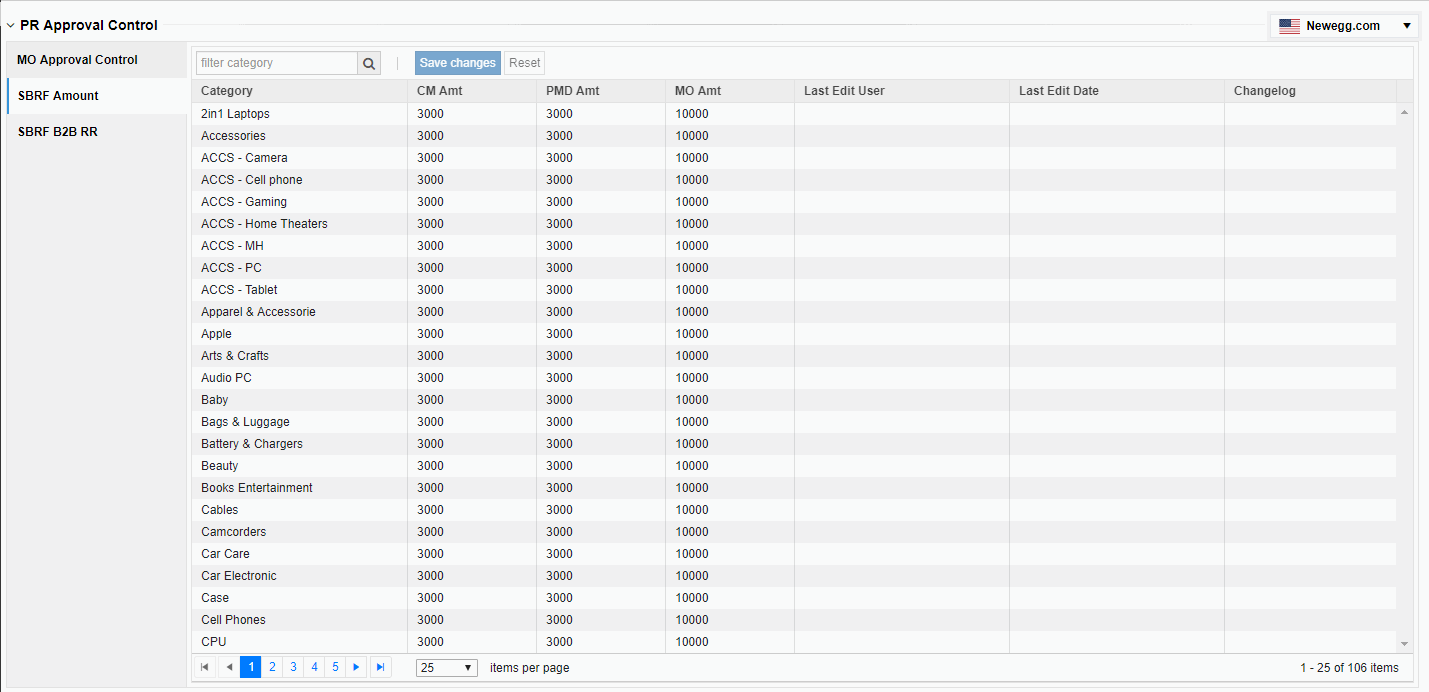 PR Approval Control
Newegg.com
MO Approval Control
SBRF Amount
SBRF B2B RR
filter category
Save changes
Reset
Category CM Amt PMD Amt MO Amt Last Edit User Last Edit Date Changelog
2in1 Laptops 3000 3000 10000
Accessories 3000 3000 10000
ACCS - Camera 3000 3000 10000
ACCS - Cell phone 3000 3000 10000
ACCS - Gaming 3000 3000 10000
ACCS - Home Theaters 3000 3000 10000
ACCS - MH 3000 3000 10000
ACCS - PC 3000 3000 10000
ACCS - Tablet 3000 3000 10000
Apparel & Accessorie 3000 3000 10000
Apple 3000 3000 10000
Arts & Crafts 3000 3000 10000
Audio PC 3000 3000 10000
Baby 3000 3000 10000
Bags & Luggage 3000 3000 10000
Battery & Chargers 3000 3000 10000
Beauty 3000 3000 10000
Books Entertainment 3000 3000 10000
Cables 3000 3000 10000
Camcorders 3000 3000 10000
Car Care 3000 3000 10000
Car Electronic 3000 3000 10000
Case 3000 3000 10000
Cell Phones 3000 3000 10000
CPU 3000 3000 10000
1 2 3 4 5 25 items per page 1 - 25 of 106 items